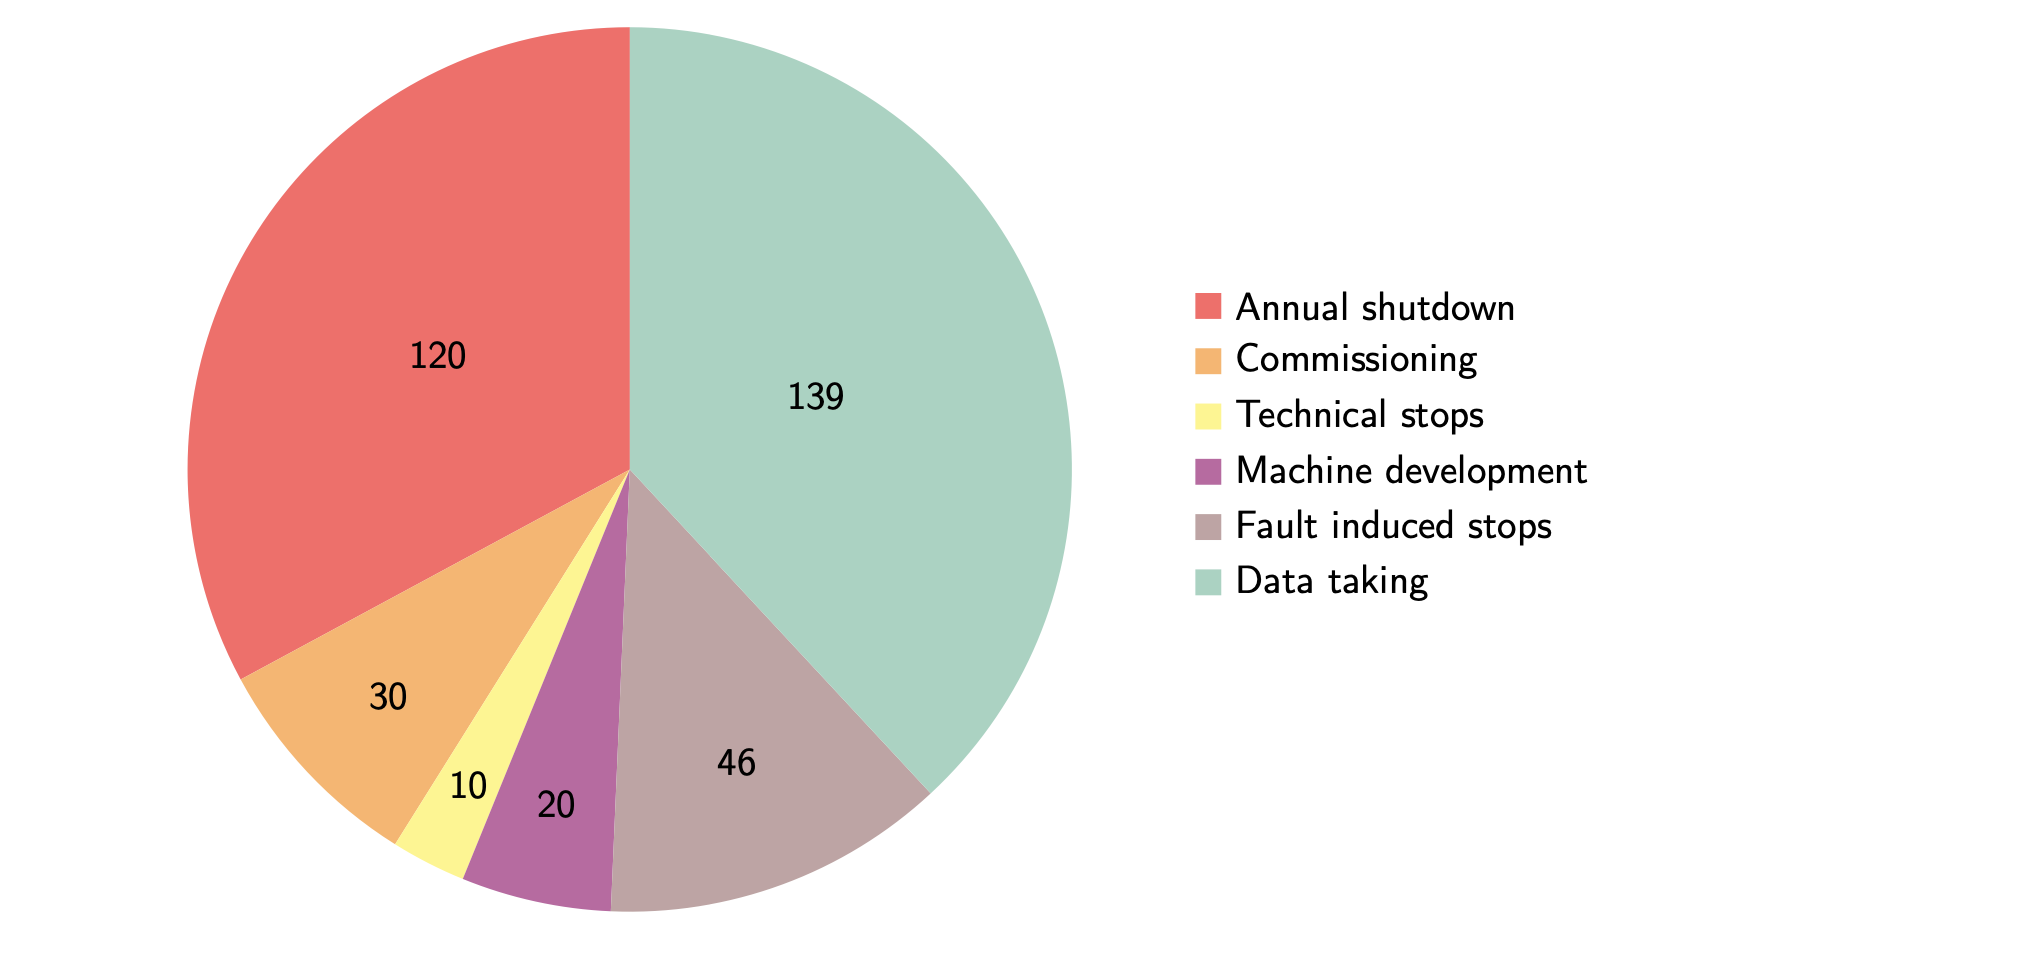 120
139
30
10
20
46
Annual shutdown
Commissioning
Technical stops
Machine development
Fault induced stops
Data taking